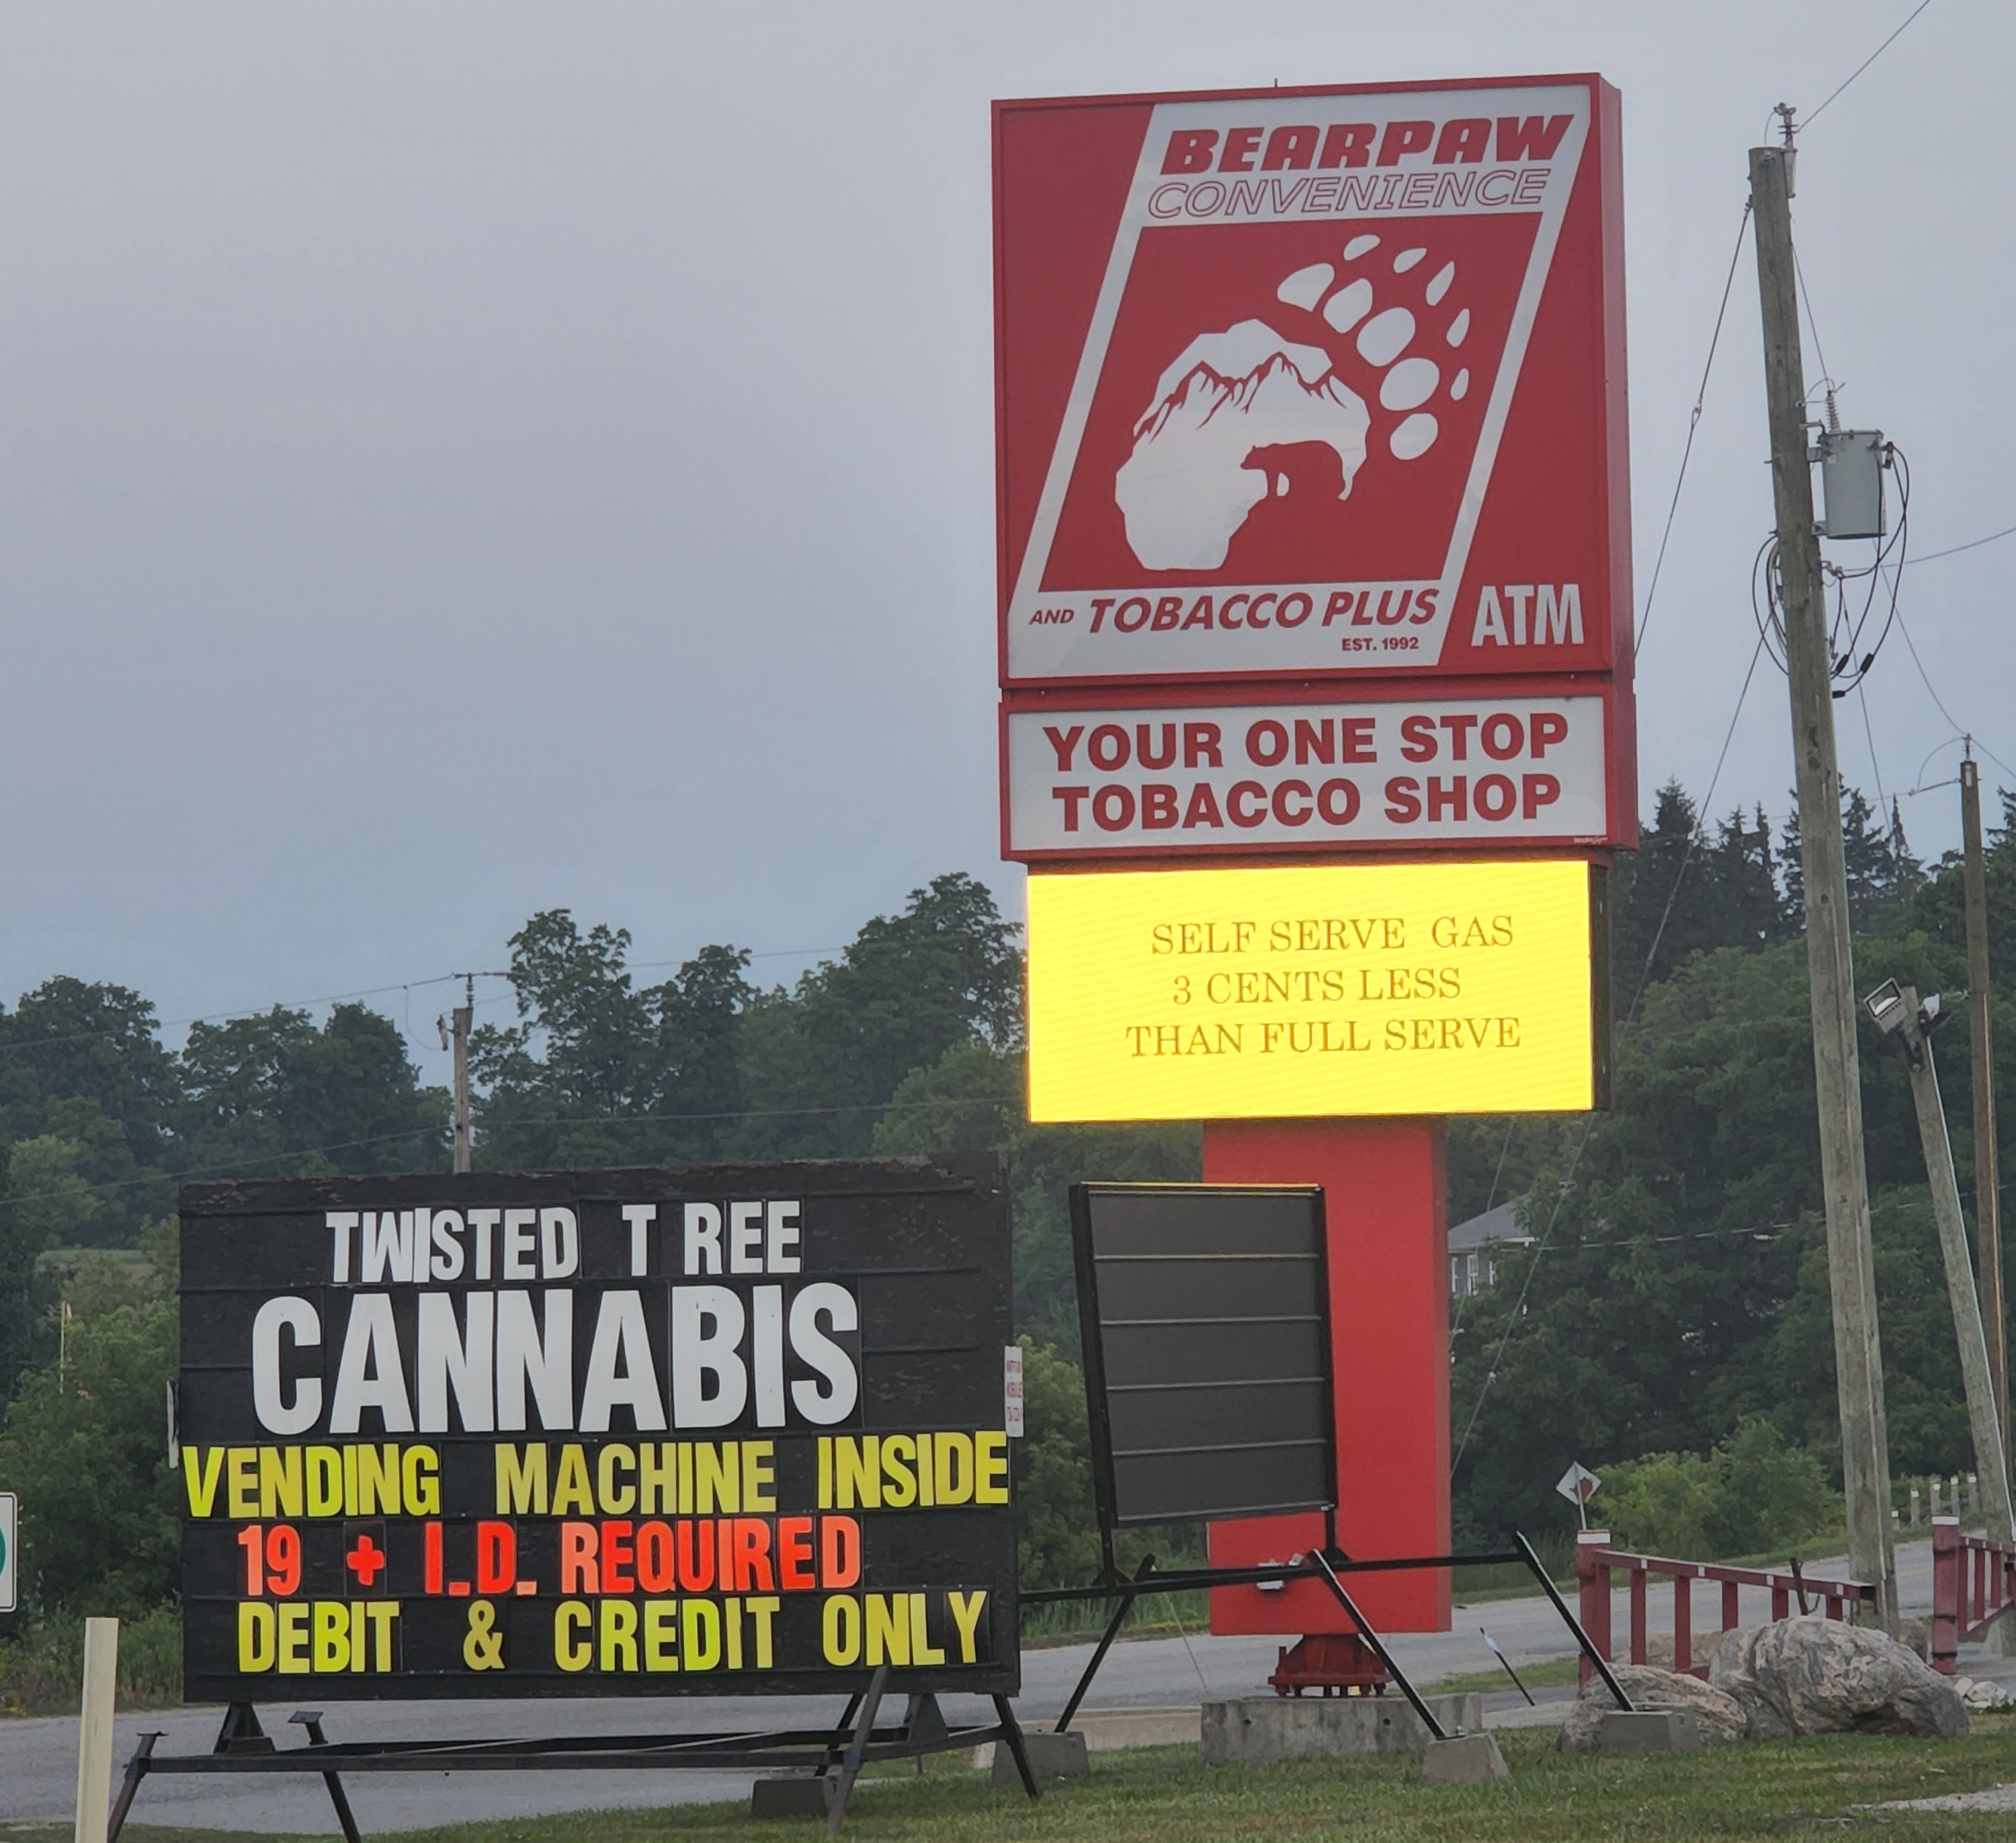 BEARPAW
CONVENIENCE
AND TOBACCO PLUS
EST. 1992
ATM
YOUR ONE STOP
TOBACCO SHOP
SELF SERVE GAS
3 CENTS LESS
THAN FULL SERVE
TWISTED T REE
CANNABIS
VENDING MACHINE INSIDE
19 + I.D. REQUIRED
DEBIT & CREDIT ONLY